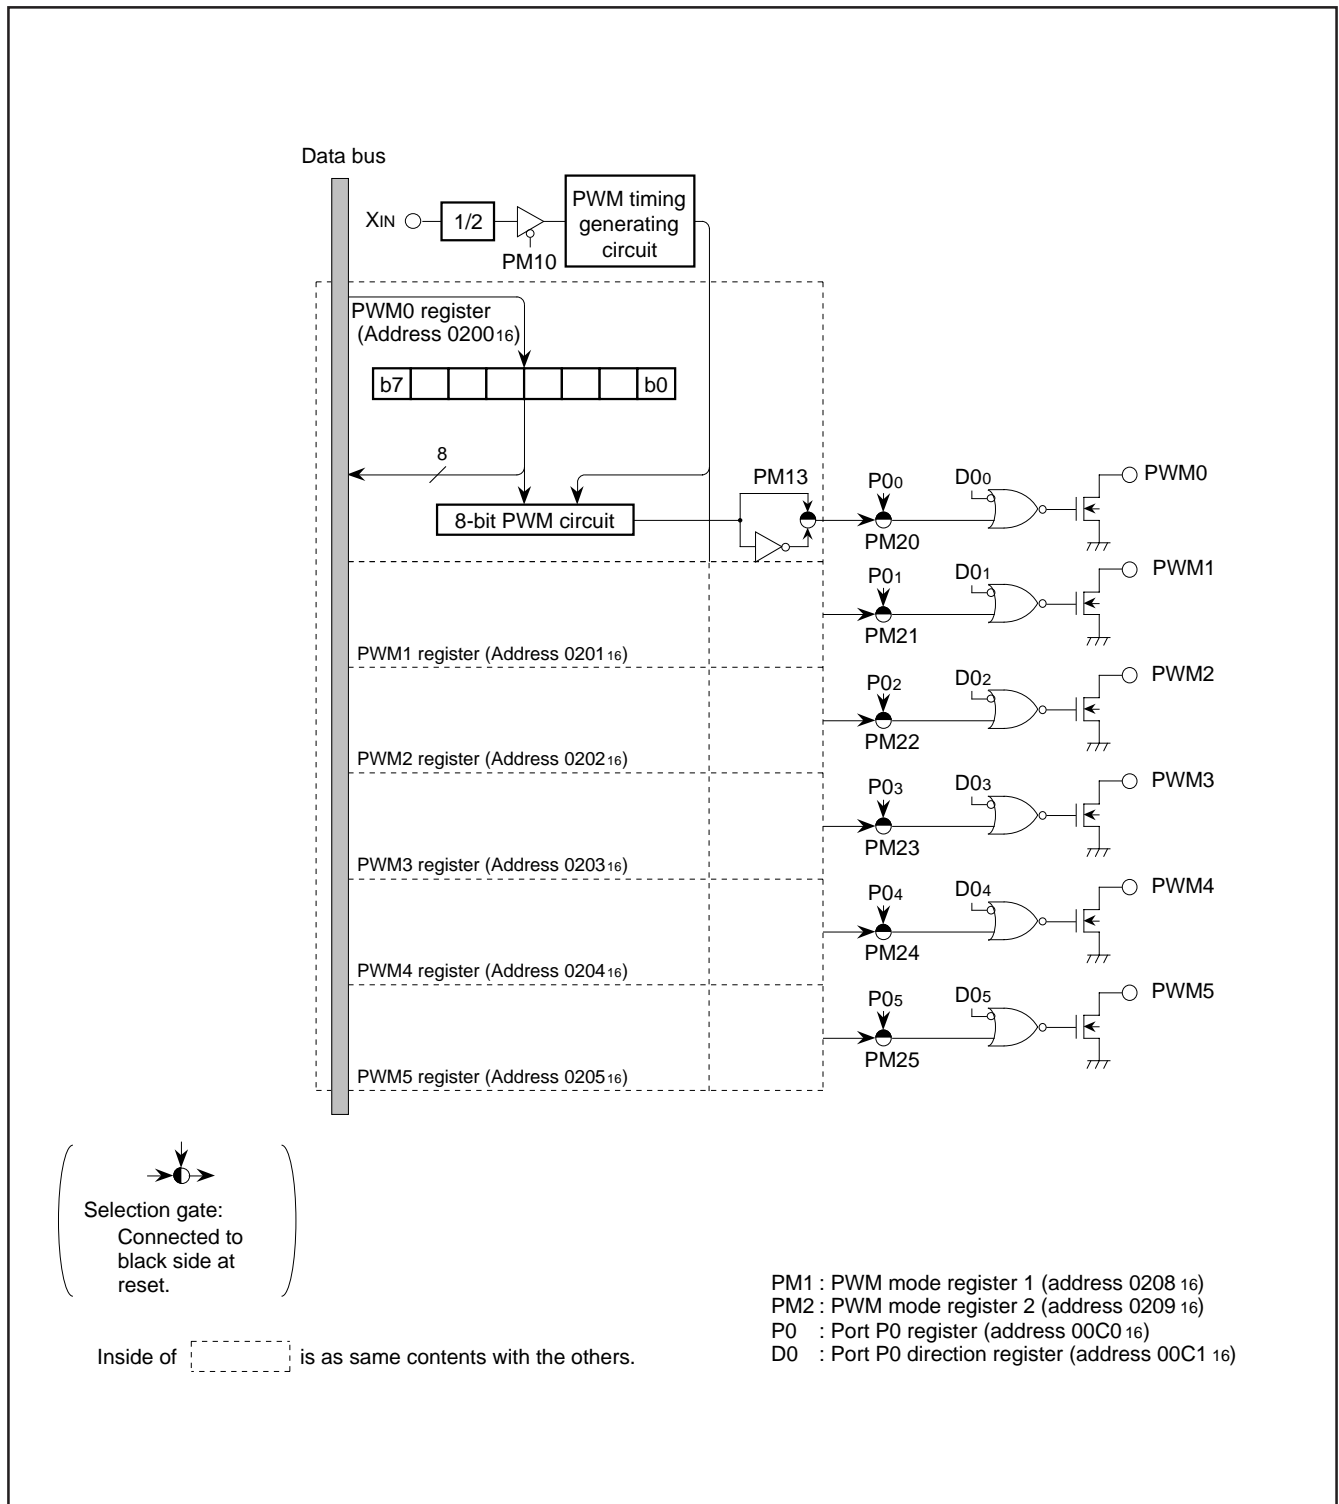 Data bus
XIN
1/2
PM10
PWM timing
generating
circuit
PWM0 register
(Address 020016)
b7
b0
8
8-bit PWM circuit
PM13
P00
PM20
D00
PWM0
P01
PM21
D01
PWM1
PWM1 register (Address 020116)
P02
PM22
D02
PWM2
PWM2 register (Address 020216)
P03
PM23
D03
PWM3
PWM3 register (Address 020316)
P04
PM24
D04
PWM4
PWM4 register (Address 020416)
P05
PM25
D05
PWM5
PWM5 register (Address 020516)
Selection gate:
Connected to
black side at
reset.
Inside of is as same contents with the others.
PM1 : PWM mode register 1 (address 0208 16)
PM2 : PWM mode register 2 (address 0209 16)
P0 : Port P0 register (address 00C0 16)
D0 : Port P0 direction register (address 00C1 16)